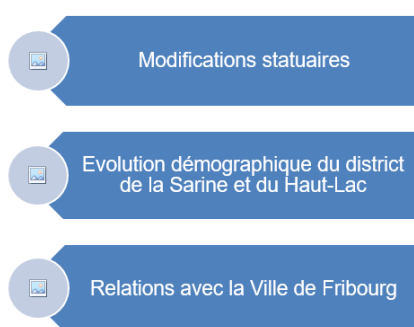 Modifications statuaires
Evolution démographique du district
de la Sarine et du Haut-Lac
Relations avec la Ville de Fribourg